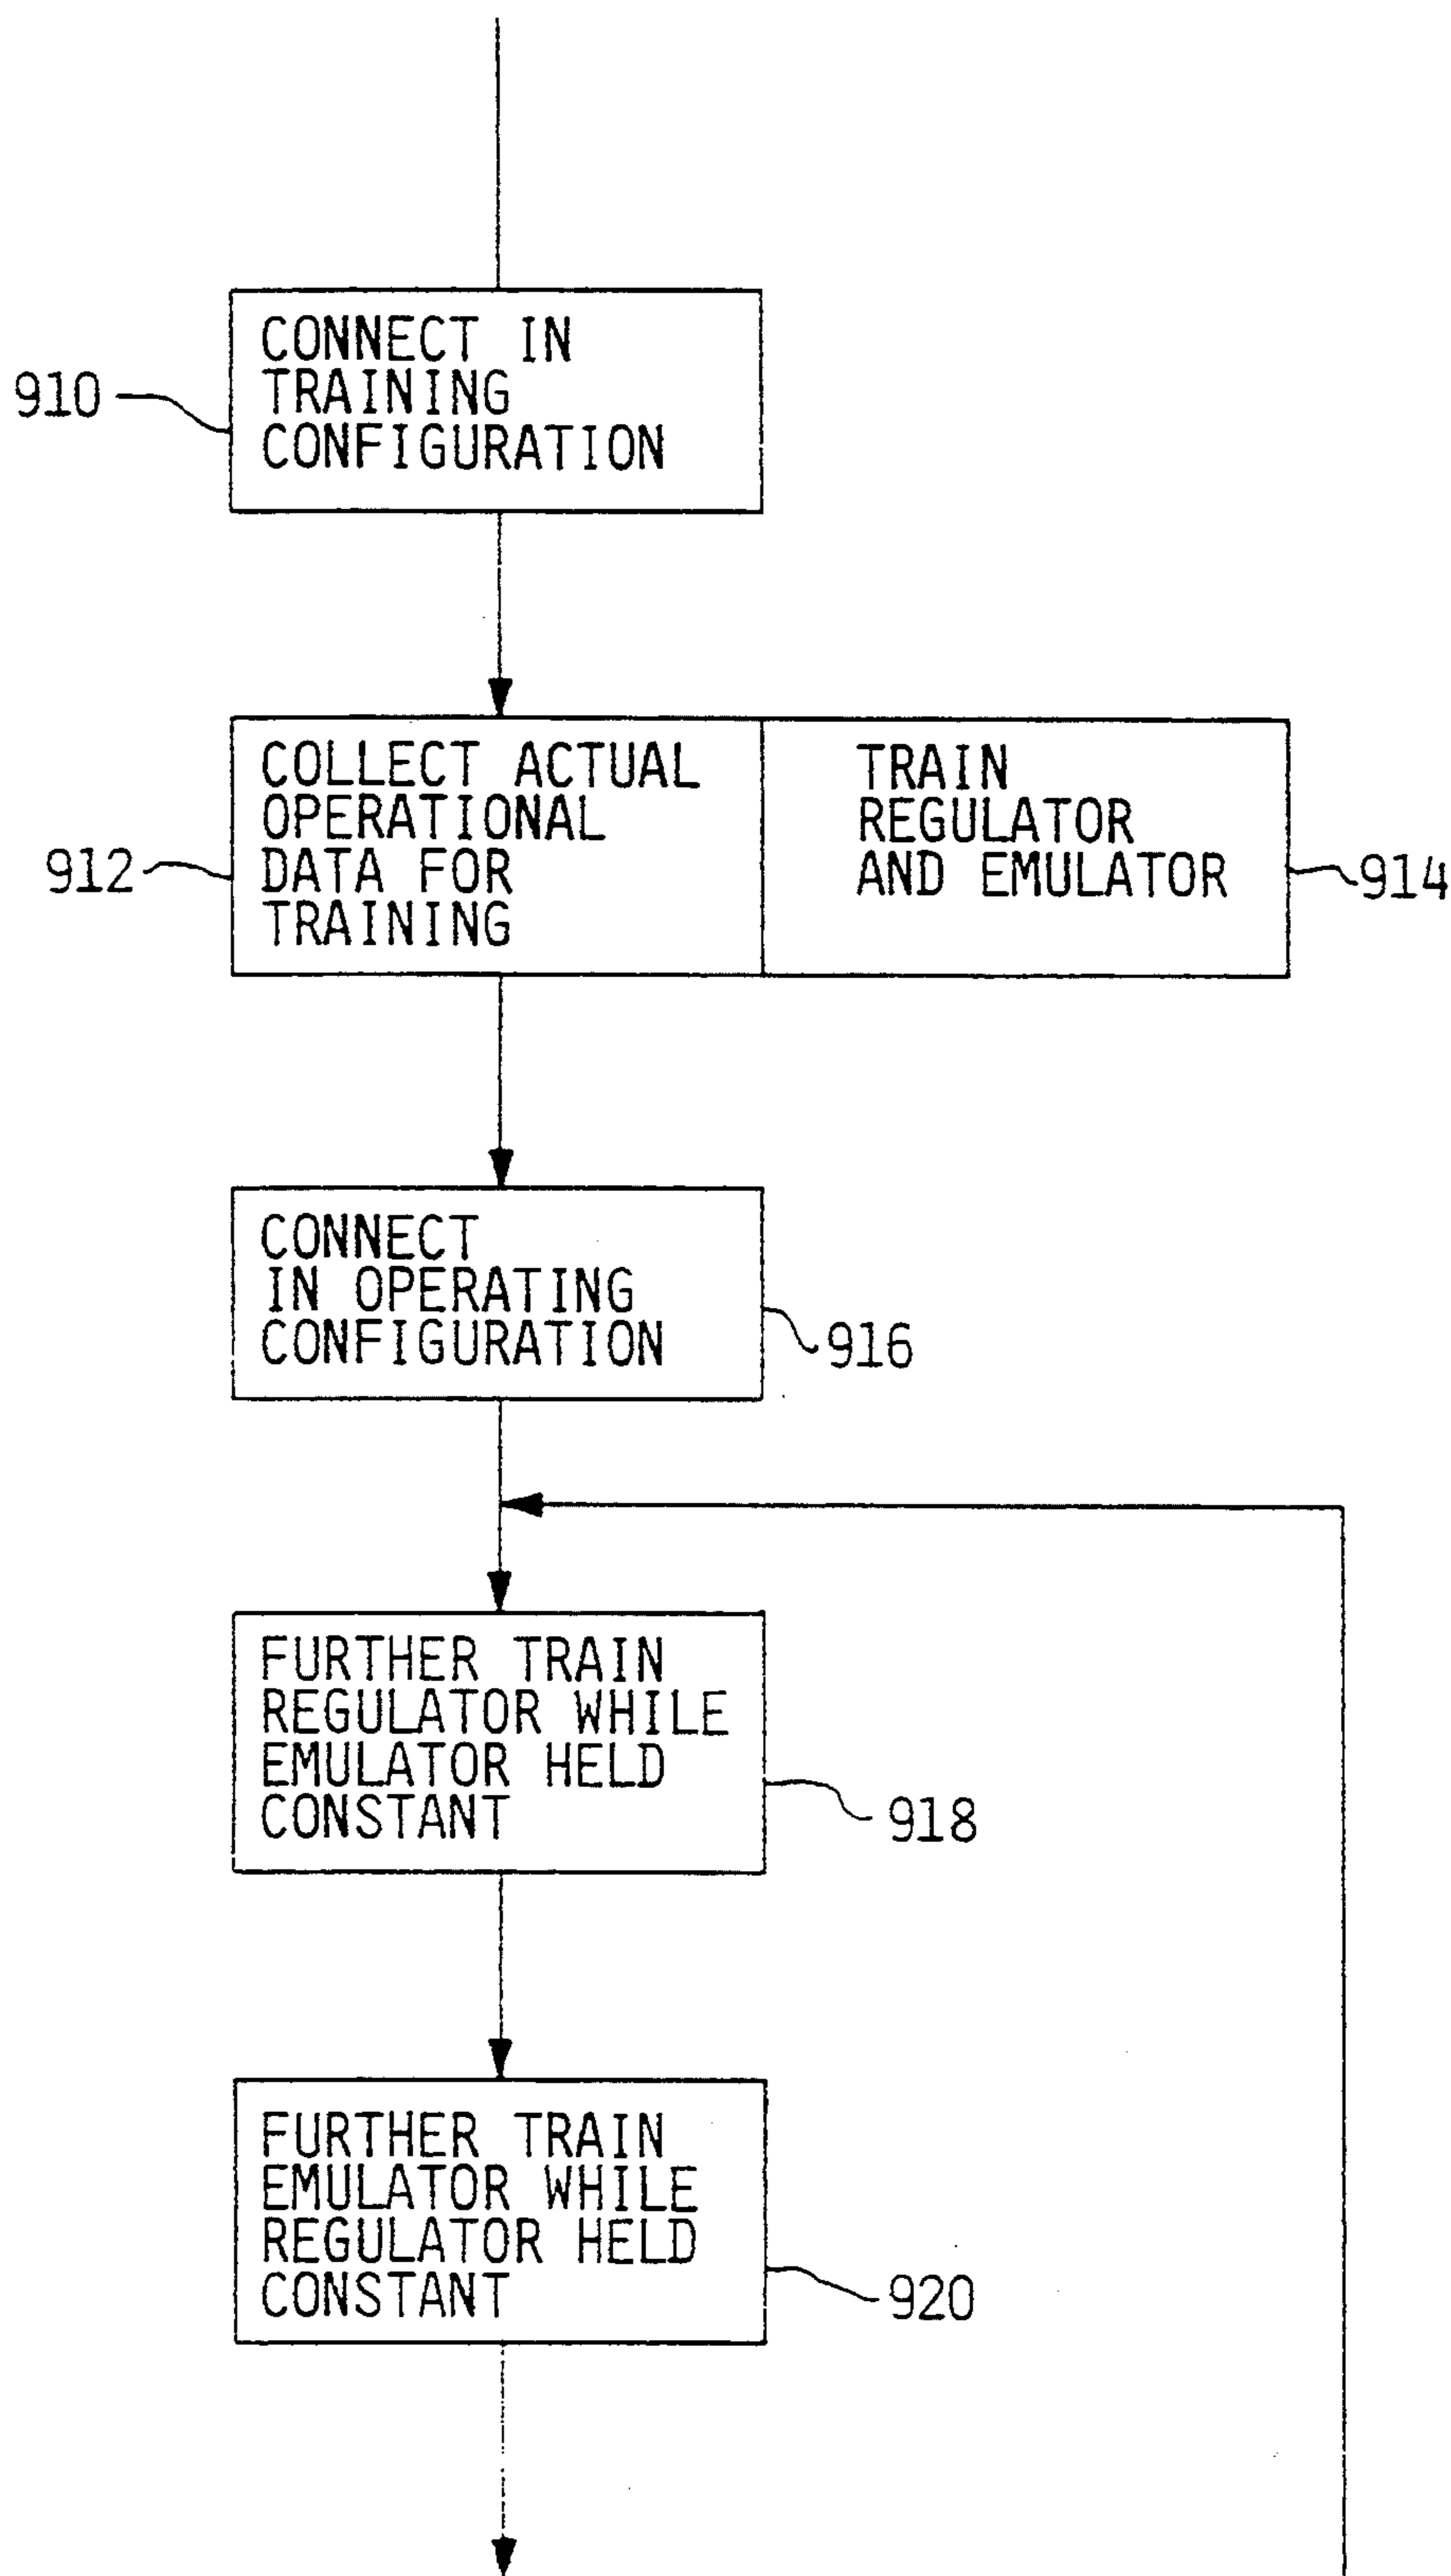 CONNECT IN
TRAINING
CONFIGURATION
910
COLLECT ACTUAL
OPERATIONAL
DATA FOR
TRAINING
912
TRAIN
REGULATOR
AND EMULATOR
914
CONNECT
IN OPERATING
CONFIGURATION
916
FURTHER TRAIN
REGULATOR WHILE
EMULATOR HELD
CONSTANT
918
FURTHER TRAIN
EMULATOR WHILE
REGULATOR HELD
CONSTANT
920